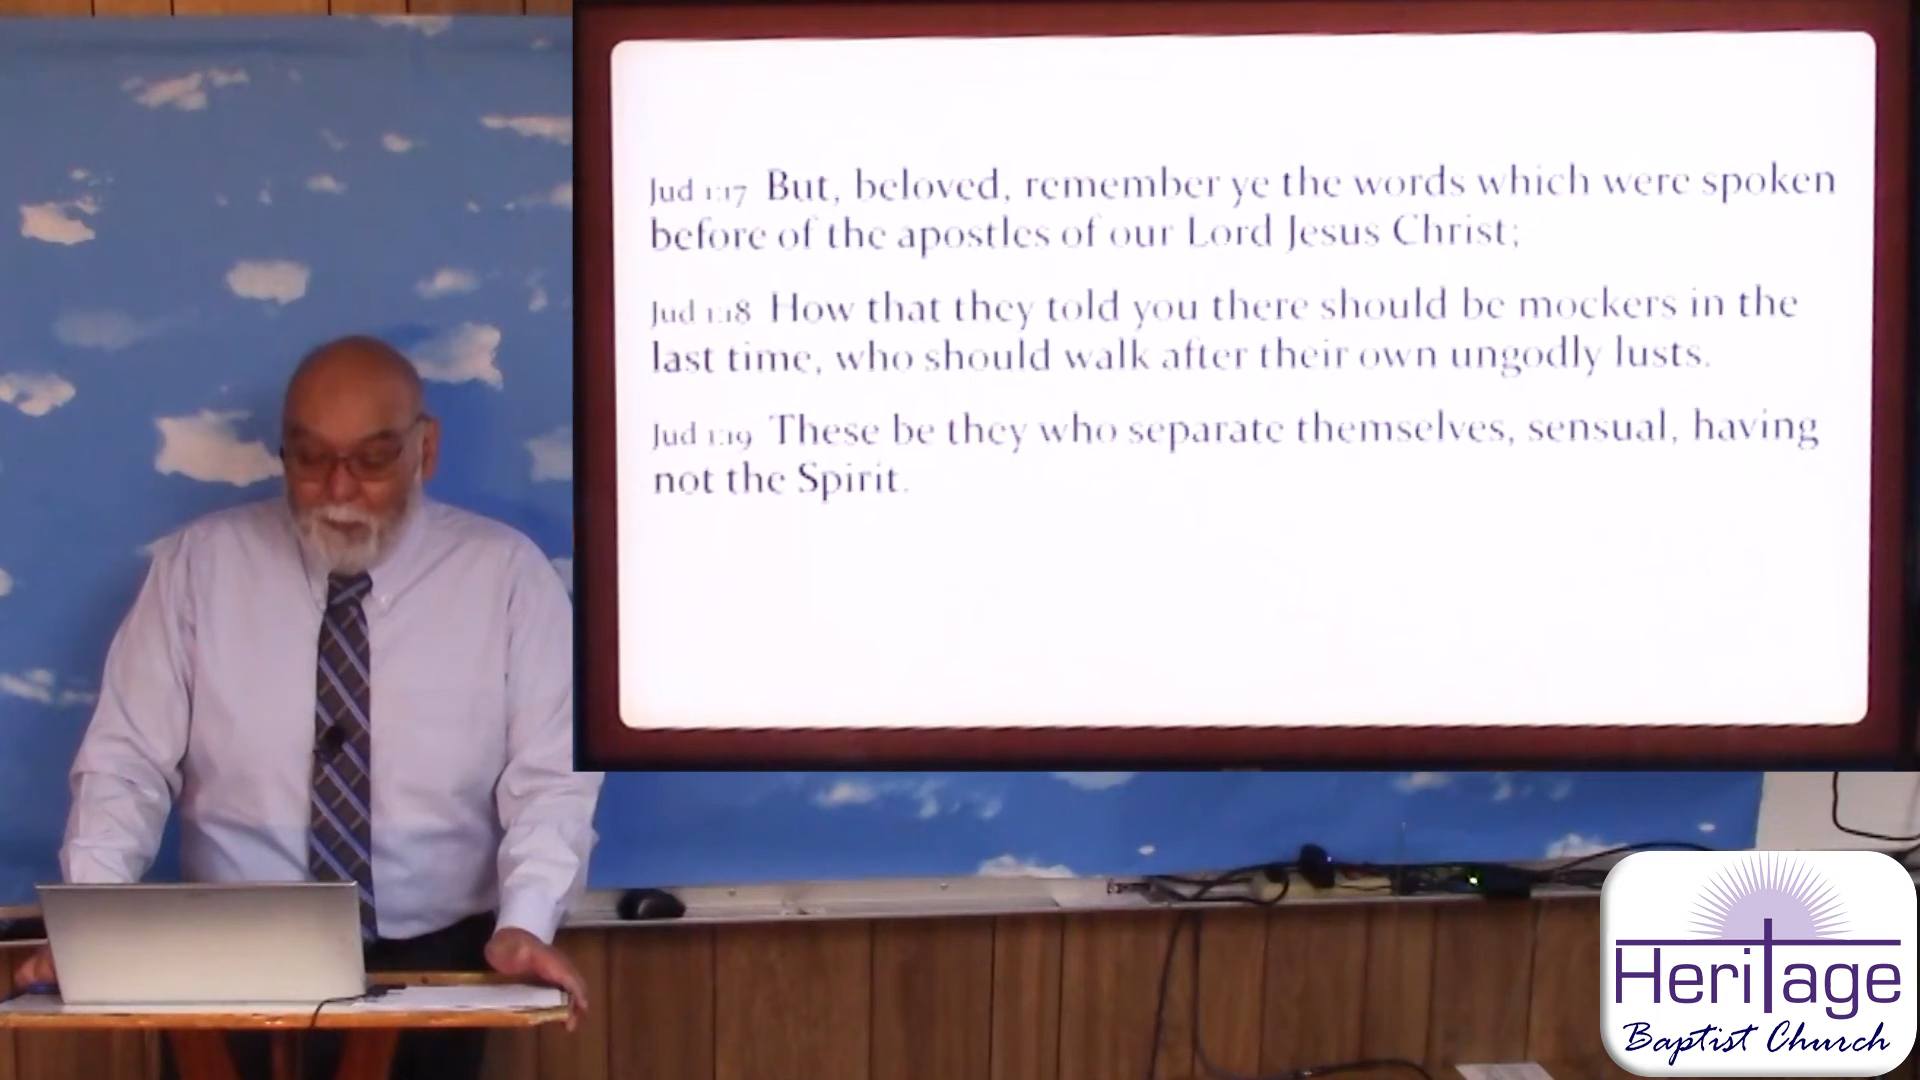 Jud 1:17 But, beloved, remember ye the words which were spoken
before of the apostles of our Lord Jesus Christ;
Jud 1:18 How that they told you there should be mockers in the
last time, who should walk after their own ungodly lusts.
Jud 1:19 These be they who separate themselves, sensual, having
not the Spirit.
Heritage
Baptist Church